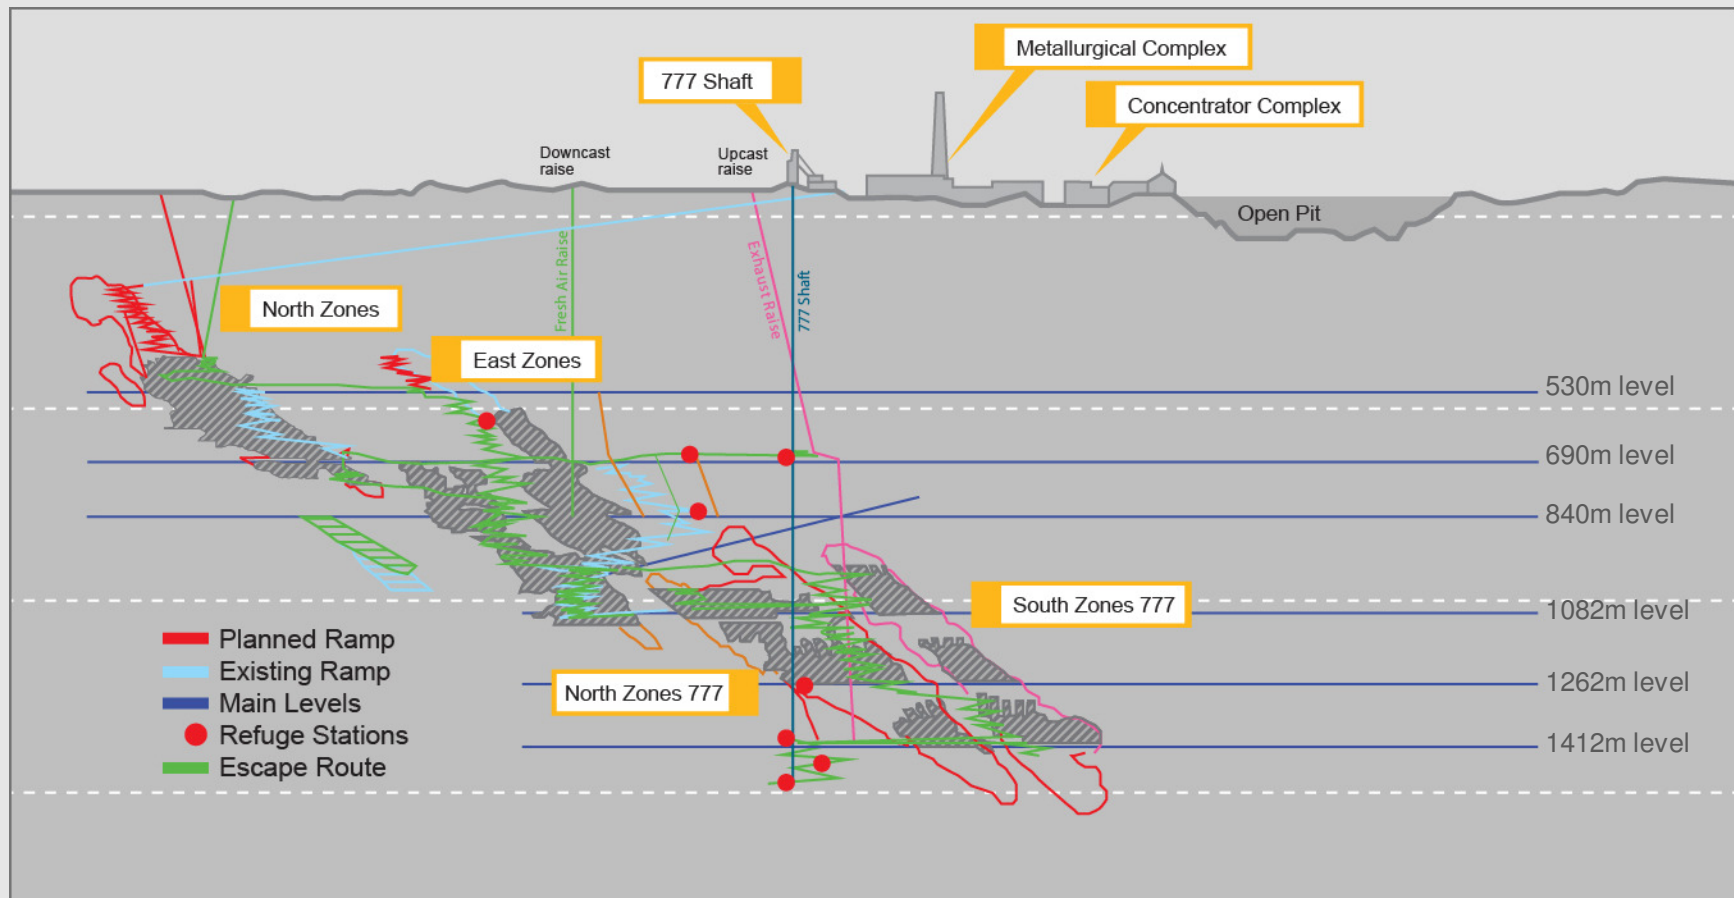 Metallurgical Complex
777 Shaft
Concentrator Complex
Downcast
raise
Upcast
raise
Open Pit
Fresh Air Raise
Exhaust Raise
777 Shaft
North Zones
East Zones
530m level
690m level
840m level
South Zones 777
1082m level
North Zones 777
1262m level
1412m level
Planned Ramp
Existing Ramp
Main Levels
Refuge Stations
Escape Route